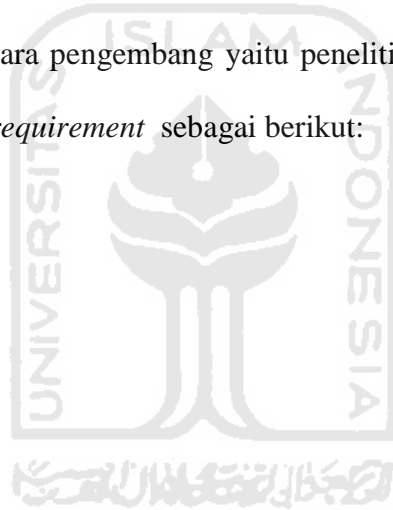 ISLAM
ara pengembang yaitu peneliti
requirement sebagai berikut:
UNIVERSITAS
INDONESIA